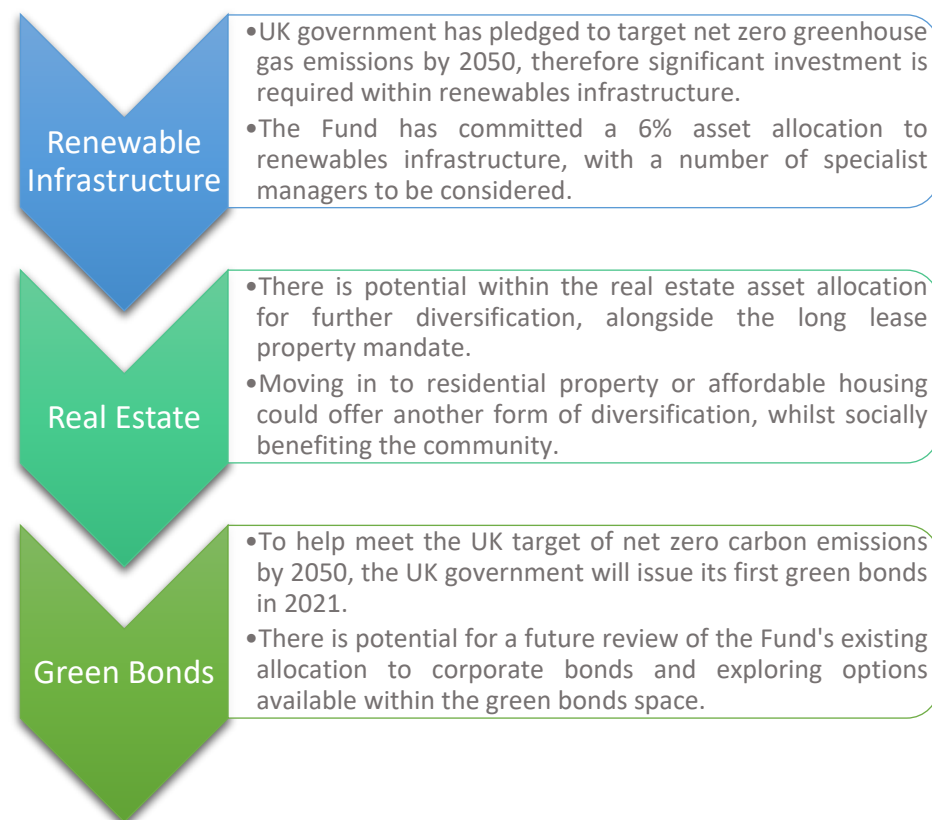 Renewable
Infrastructure
•UK government has pledged to target net zero greenhouse
gas emissions by 2050, therefore significant investment is
required within renewables infrastructure.
•The Fund has committed a 6% asset allocation to
renewables infrastructure, with a number of specialist
managers to be considered.
Real Estate
•There is potential within the real estate asset allocation
for further diversification, alongside the long lease
property mandate.
•Moving in to residential property or affordable housing
could offer another form of diversification, whilst socially
benefiting the community.
Green Bonds
•To help meet the UK target of net zero carbon emissions
by 2050, the UK government will issue its first green bonds
in 2021.
•There is potential for a future review of the Fund's existing
allocation to corporate bonds and exploring options
available within the green bonds space.